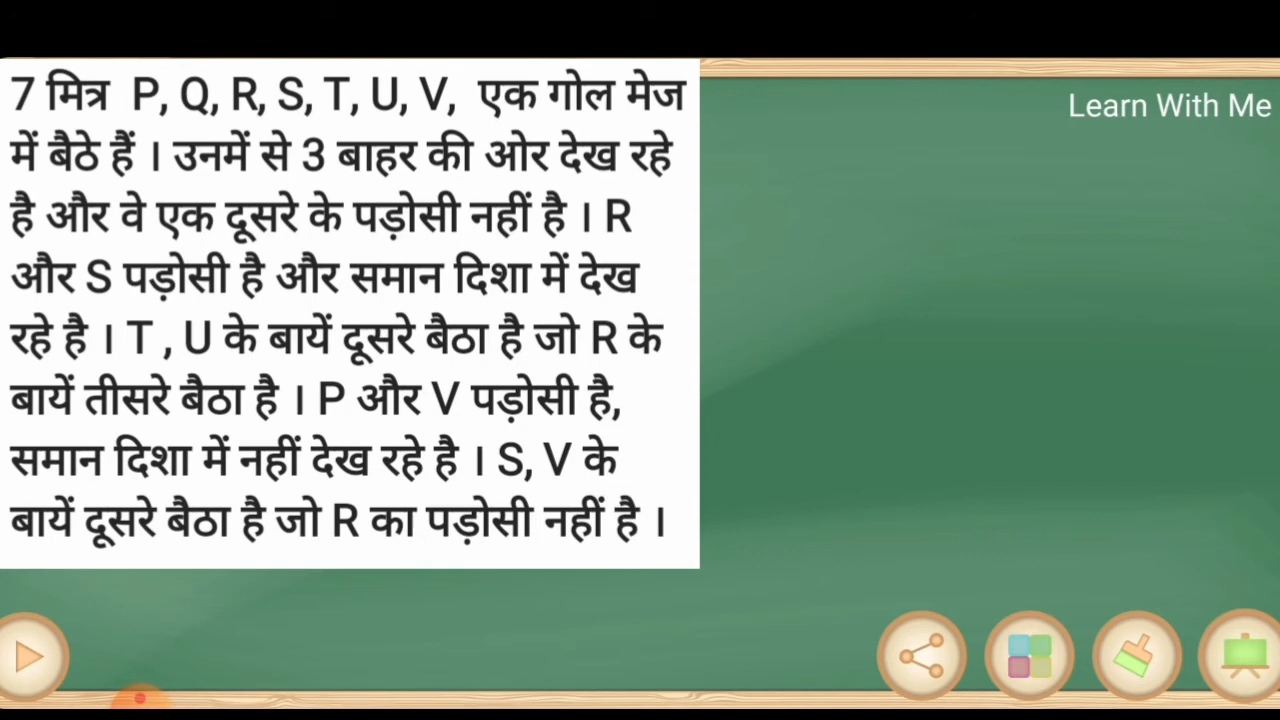 7 मित्र P, Q, R, S, T, U, V, एक गोल मेज
में बैठे हैं । उनमें से 3 बाहर की ओर देख रहे
है और वे एक दूसरे के पड़ोसी नहीं है । R
और S पड़ोसी है और समान दिशा में देख
रहे है । T , U के बायें दूसरे बैठा है जो R के
बायें तीसरे बैठा है । P और V पड़ोसी है,
समान दिशा में नहीं देख रहे है । S, V के
बायें दूसरे बैठा है जो R का पड़ोसी नहीं है ।
Learn With Me